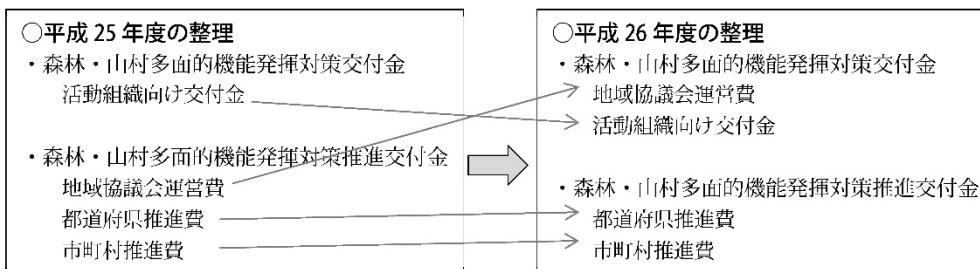 ○平成 25 年度の整理
・森林・山村多面的機能発揮対策交付金
活動組織向け交付金
・森林・山村多面的機能発揮対策推進交付金
地域協議会運営費
都道府県推進費
市町村推進費
○平成 26 年度の整理
・森林・山村多面的機能発揮対策交付金
地域協議会運営費
活動組織向け交付金
・森林・山村多面的機能発揮対策推進交付金
都道府県推進費
市町村推進費